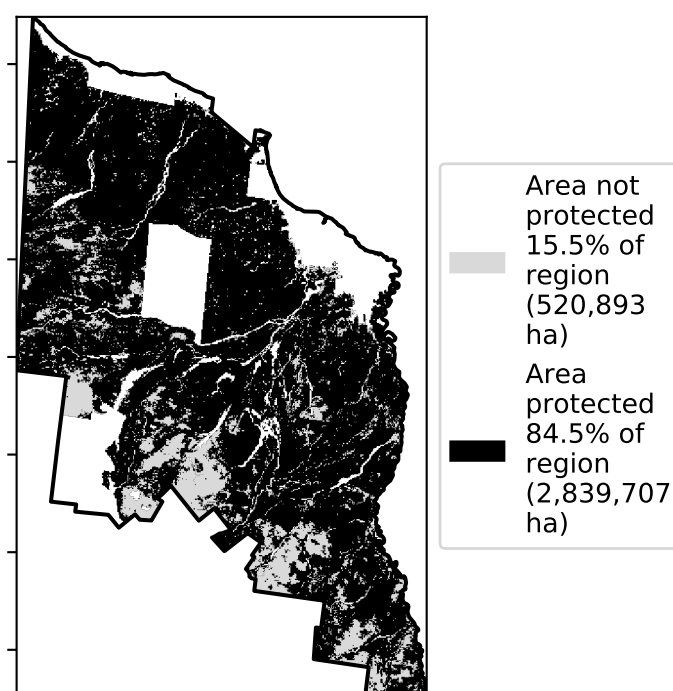 Area not
protected
15.5% of
region
(520,893
ha)
Area
protected
84.5% of
region
(2,839,707
ha)